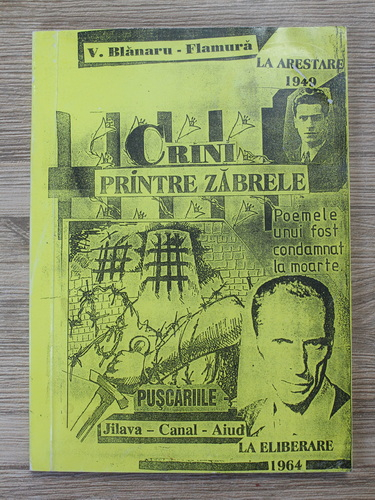 V. Blănaru - Flamură
LA ARESTARE
1949
CRINI
PRINTRE ZĂBRELE
Poemele
unui fost
condamnat
la moarte
PUȘCĂRIILE
Jilava - Canal - Aiud
LA ELIBERARE
1964